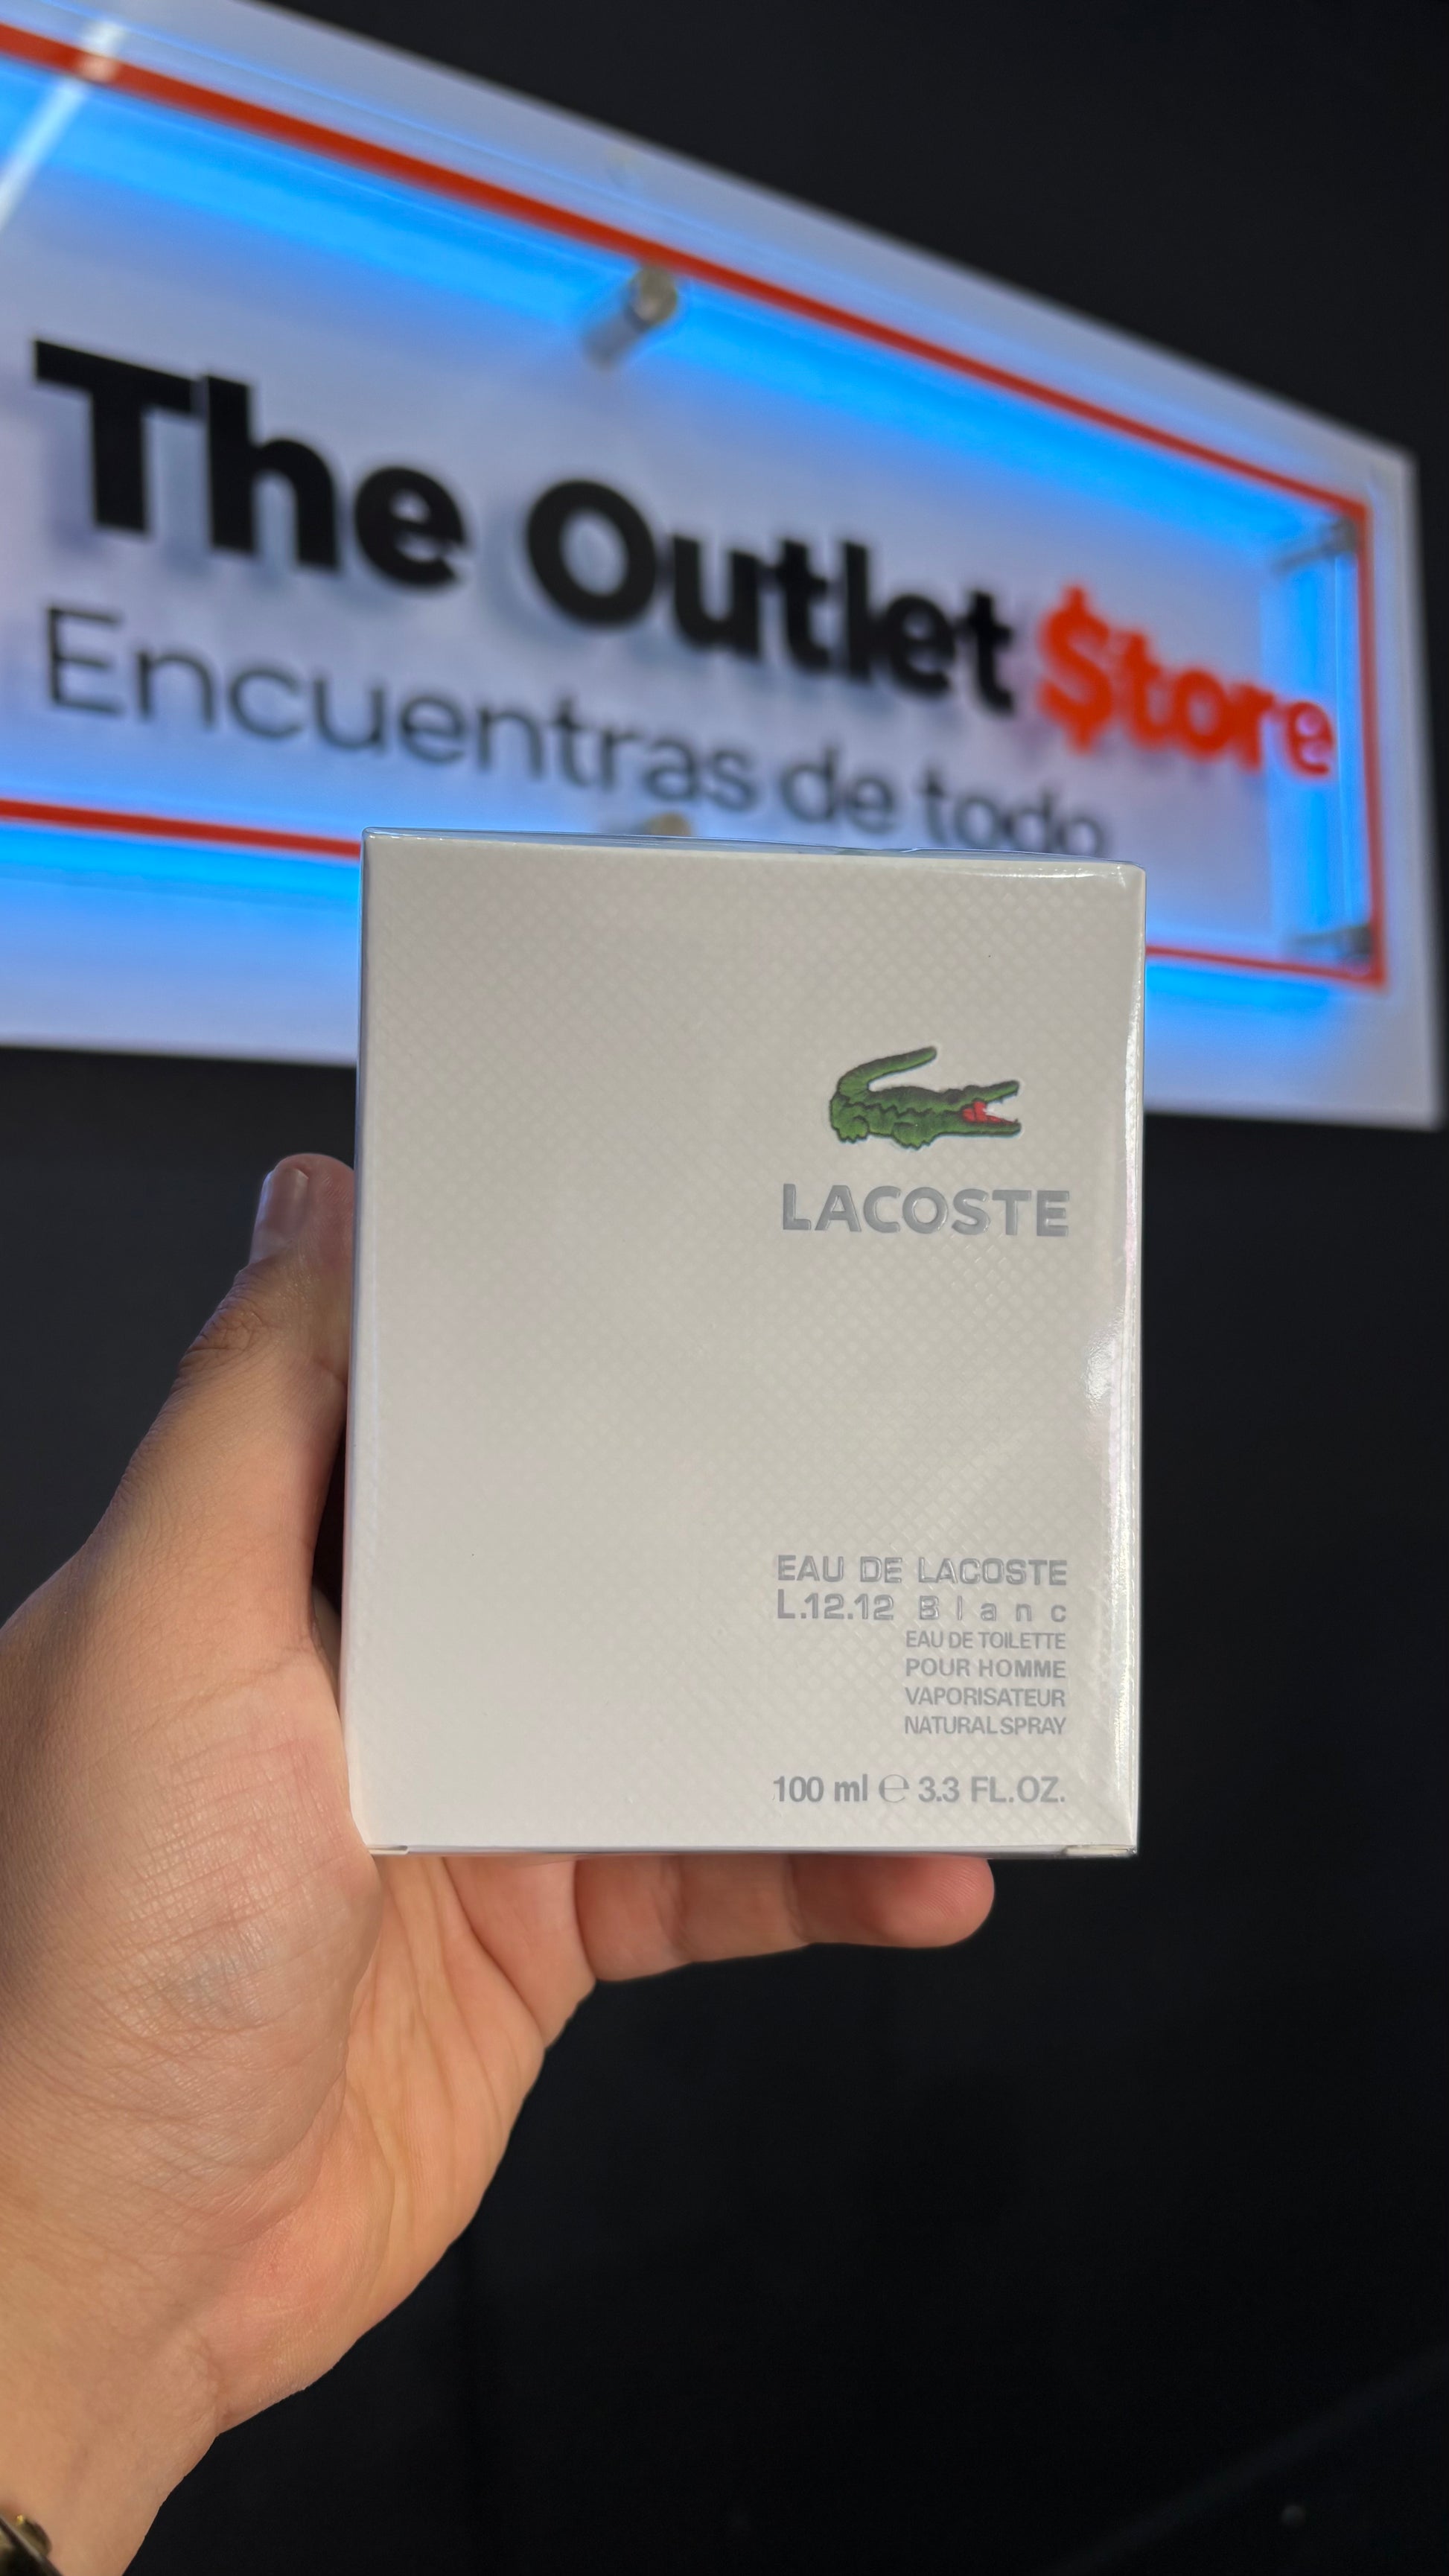 The Outlet $tore
Encuentras de todo
LACOSTE
EAU DE LACOSTE
L.12.12 Blanc
EAU DE TOILETTE
POUR HOMME
VAPORISATEUR
NATURAL SPRAY
100 ml ℮ 3.3 FL.OZ.